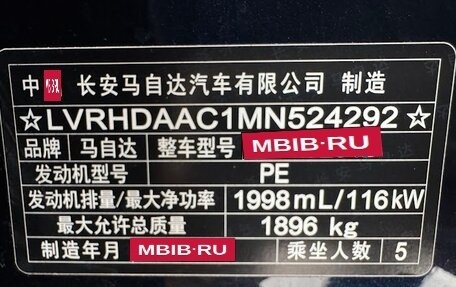 中 长安马自达汽车有限公司 制造
☆LVRHDAAC1MN524292☆
品牌 马自达 整车型号 MBIB.RU
发动机型号 PE
发动机排量/最大净功率 1998mL/116kW
最大允许总质量 1896 kg
制造年月 MBIB.RU 乘坐人数 5